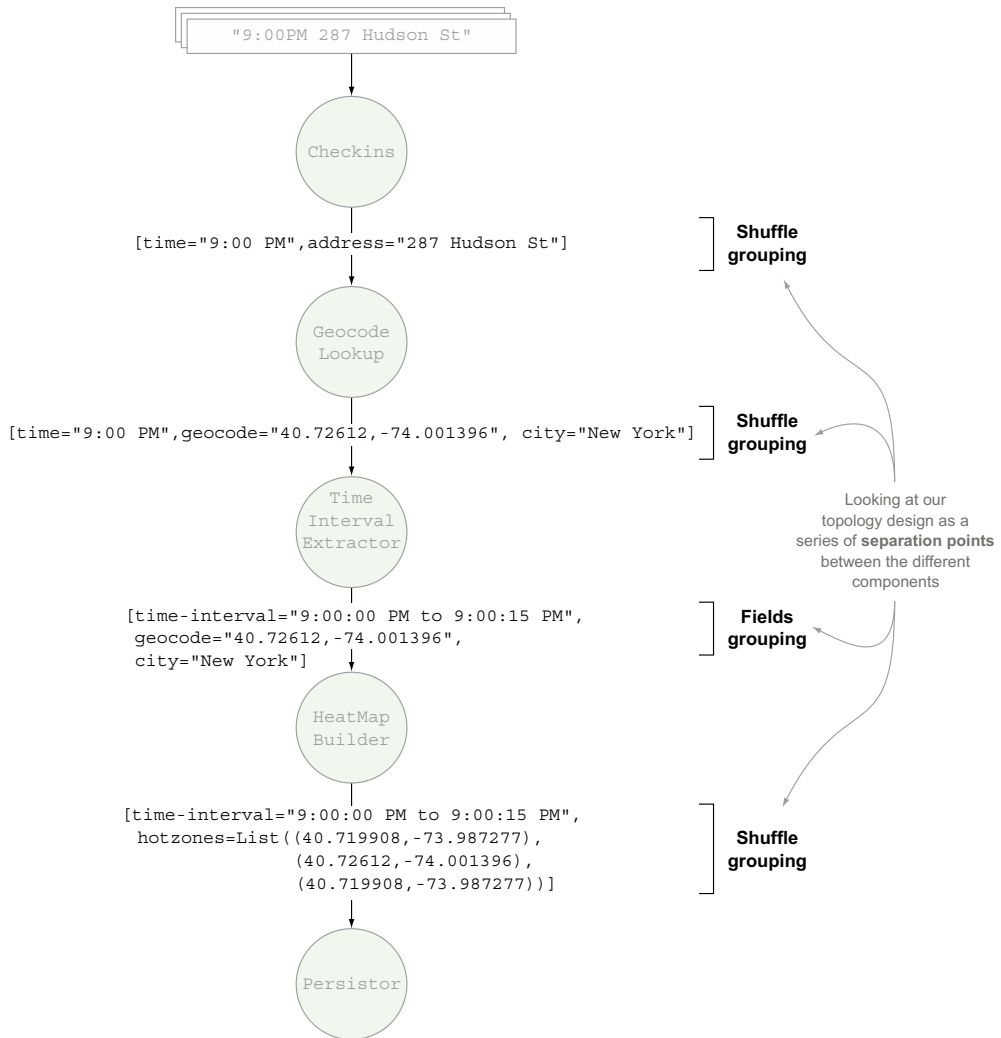 "9:00PM 287 Hudson St"
Checkins
[time="9:00 PM",address="287 Hudson St"]
Shuffle
grouping
Geocode
Lookup
[time="9:00 PM",geocode="40.72612,-74.001396", city="New York"]
Shuffle
grouping
Time
Interval
Extractor
Looking at our
topology design as a
series of separation points
between the different
components
[time-interval="9:00:00 PM to 9:00:15 PM",
geocode="40.72612,-74.001396",
city="New York"]
Fields
grouping
HeatMap
Builder
[time-interval="9:00:00 PM to 9:00:15 PM",
hotzones=List((40.719908,-73.987277),
(40.72612,-74.001396),
(40.719908,-73.987277))]
Shuffle
grouping
Persistor